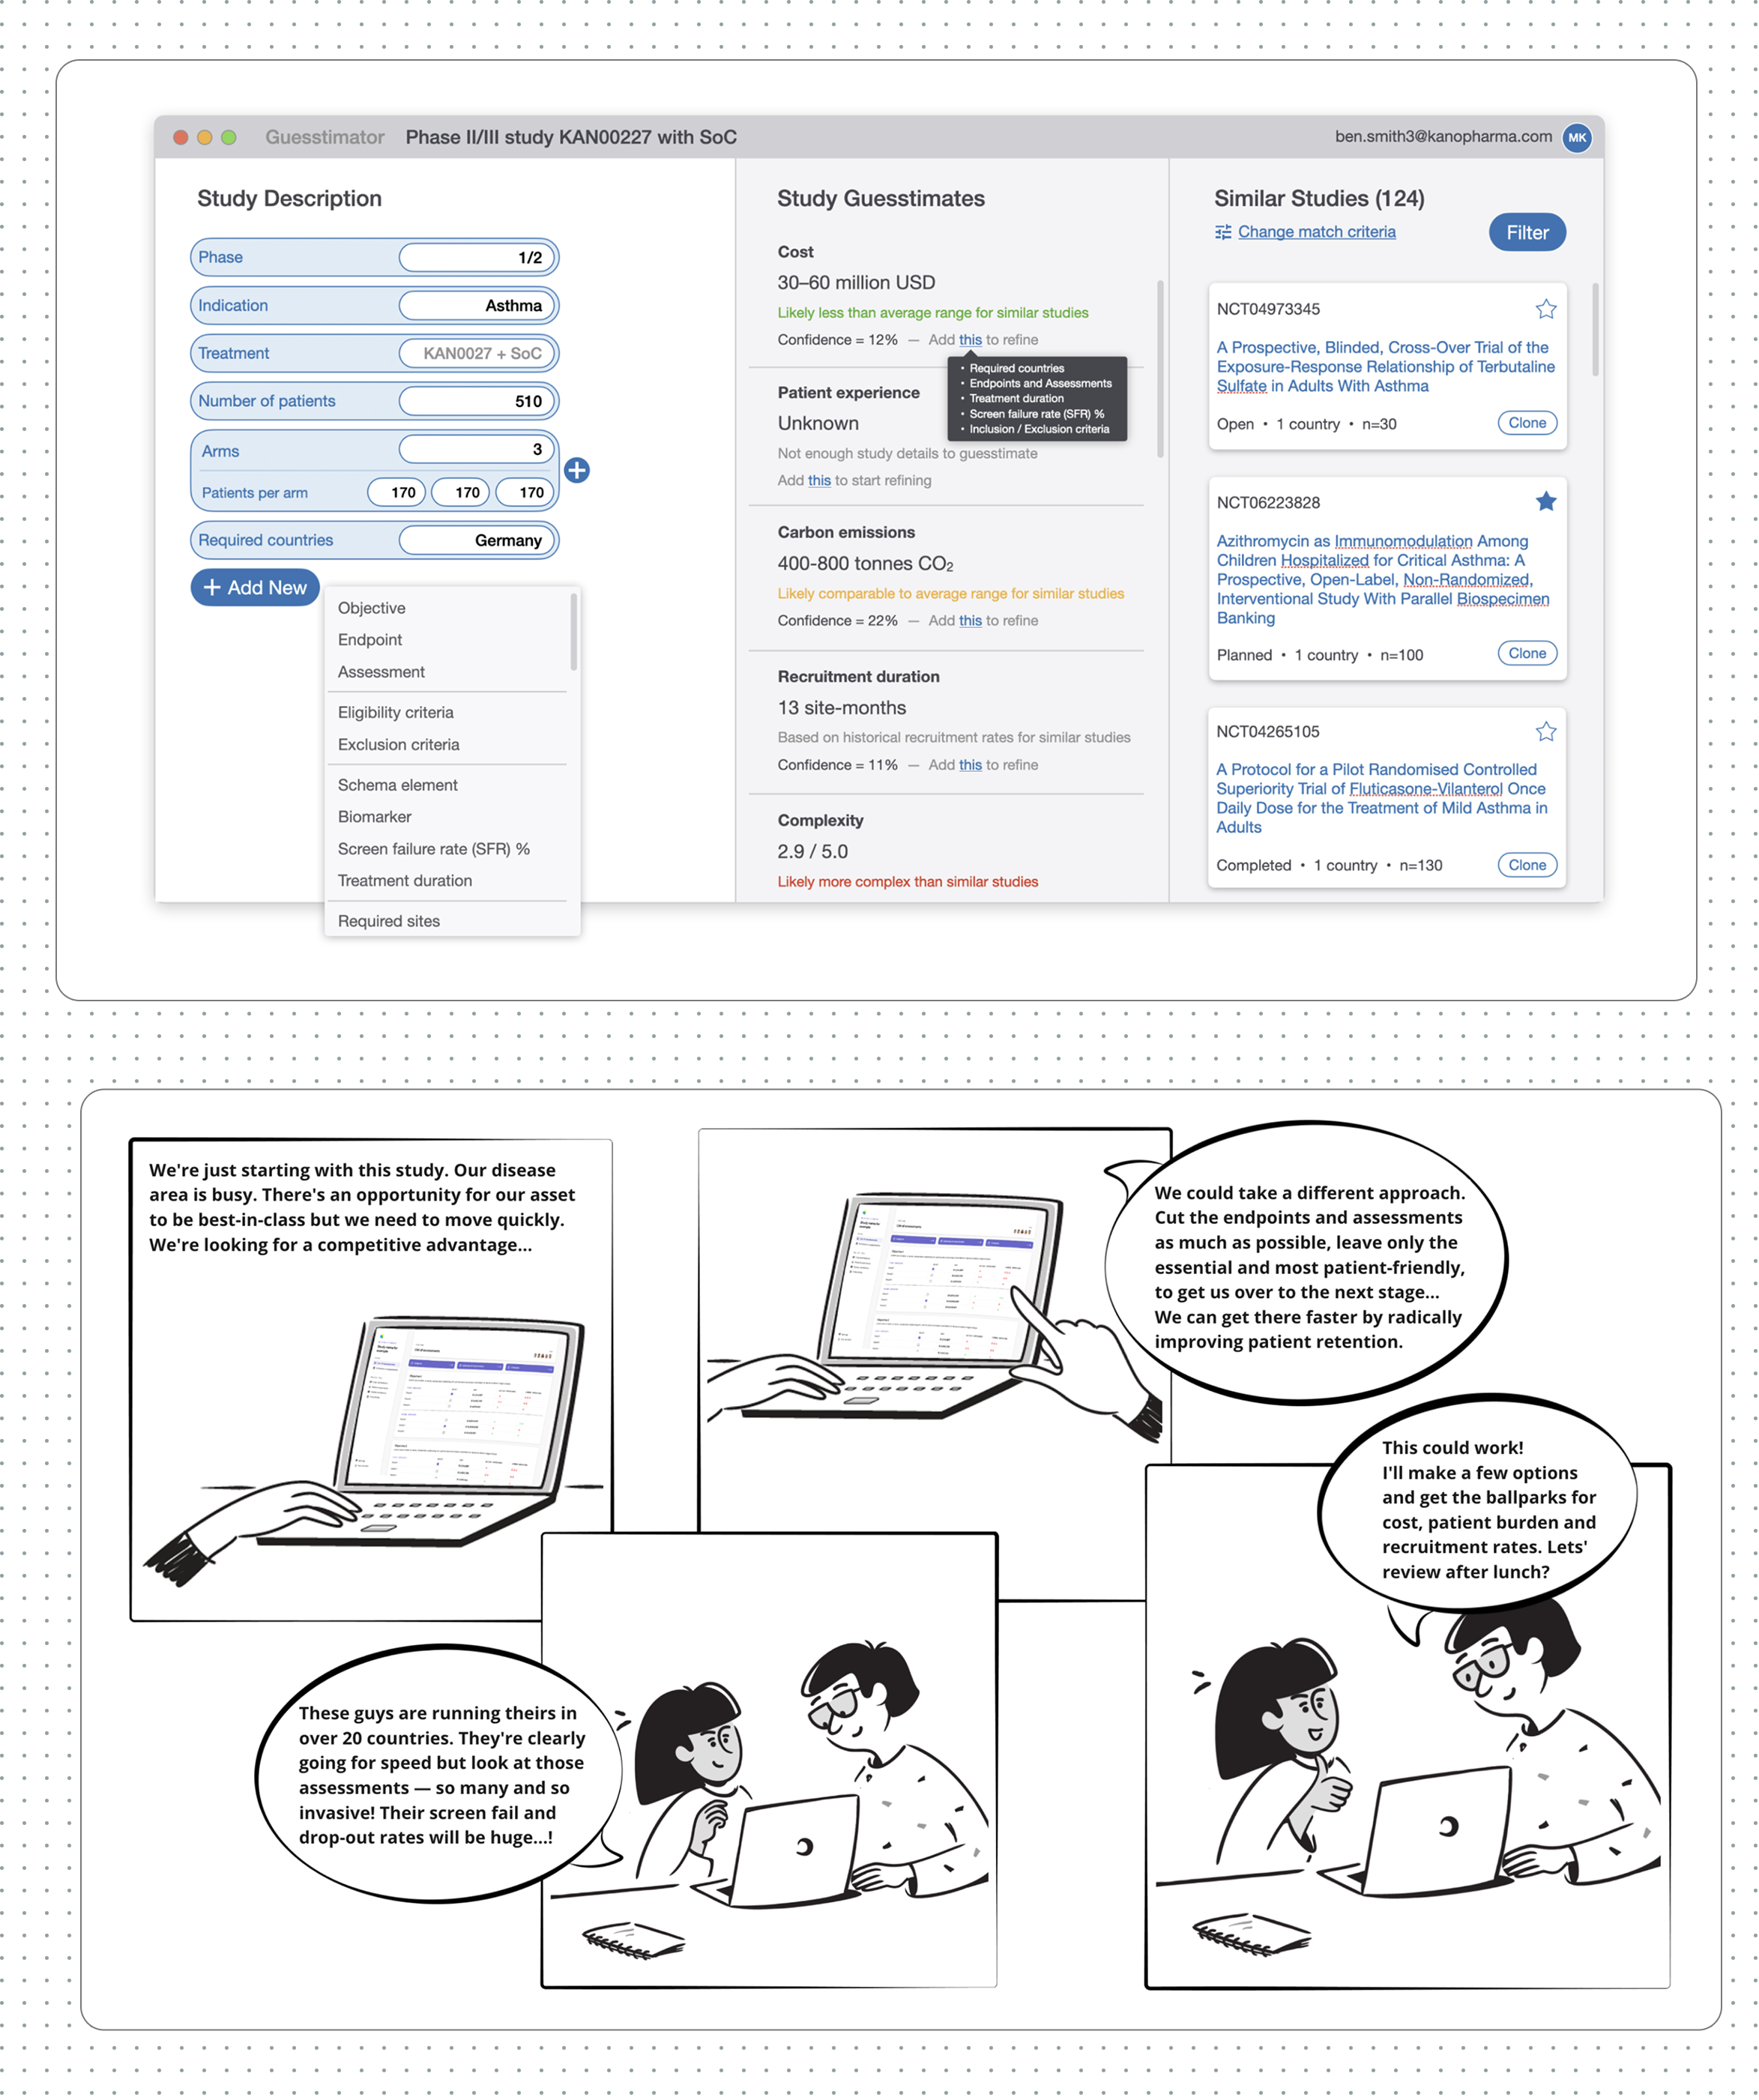 Guesstimator Phase II/III study KAN00227 with SoC
ben.smith3@kanopharma.com MK
Study Description
Phase 1/2
Indication Asthma
Treatment KAN0027 + SoC
Number of patients 510
Arms 3
Patients per arm 170 170 170
Required countries Germany
+ Add New
Objective
Endpoint
Assessment
Eligibility criteria
Exclusion criteria
Schema element
Biomarker
Screen failure rate (SFR) %
Treatment duration
Required sites
Study Guesstimates
Cost
30–60 million USD
Likely less than average range for similar studies
Confidence = 12% — Add this to refine
• Required countries
• Endpoints and Assessments
• Treatment duration
• Screen failure rate (SFR) %
• Inclusion / Exclusion criteria
Patient experience
Unknown
Not enough study details to guesstimate
Add this to start refining
Carbon emissions
400-800 tonnes CO₂
Likely comparable to average range for similar studies
Confidence = 22% — Add this to refine
Recruitment duration
13 site-months
Based on historical recruitment rates for similar studies
Confidence = 11% — Add this to refine
Complexity
2.9 / 5.0
Likely more complex than similar studies
Similar Studies (124)
Change match criteria
Filter
NCT04973345
A Prospective, Blinded, Cross-Over Trial of the
Exposure-Response Relationship of Terbutaline
Sulfate in Adults With Asthma
Open • 1 country • n=30
Clone
NCT06223828
Azithromycin as Immunomodulation Among
Children Hospitalized for Critical Asthma: A
Prospective, Open-Label, Non-Randomized,
Interventional Study With Parallel Biospecimen
Banking
Planned • 1 country • n=100
Clone
NCT04265105
A Protocol for a Pilot Randomised Controlled
Superiority Trial of Fluticasone-Vilanterol Once
Daily Dose for the Treatment of Mild Asthma in
Adults
Completed • 1 country • n=130
Clone
We're just starting with this study. Our disease
area is busy. There's an opportunity for our asset
to be best-in-class but we need to move quickly.
We're looking for a competitive advantage...
These guys are running theirs in
over 20 countries. They're clearly
going for speed but look at those
assessments — so many and so
invasive! Their screen fail and
drop-out rates will be huge...!
We could take a different approach.
Cut the endpoints and assessments
as much as possible, leave only the
essential and most patient-friendly,
to get us over to the next stage...
We can get there faster by radically
improving patient retention.
This could work!
I'll make a few options
and get the ballparks for
cost, patient burden and
recruitment rates. Lets'
review after lunch?